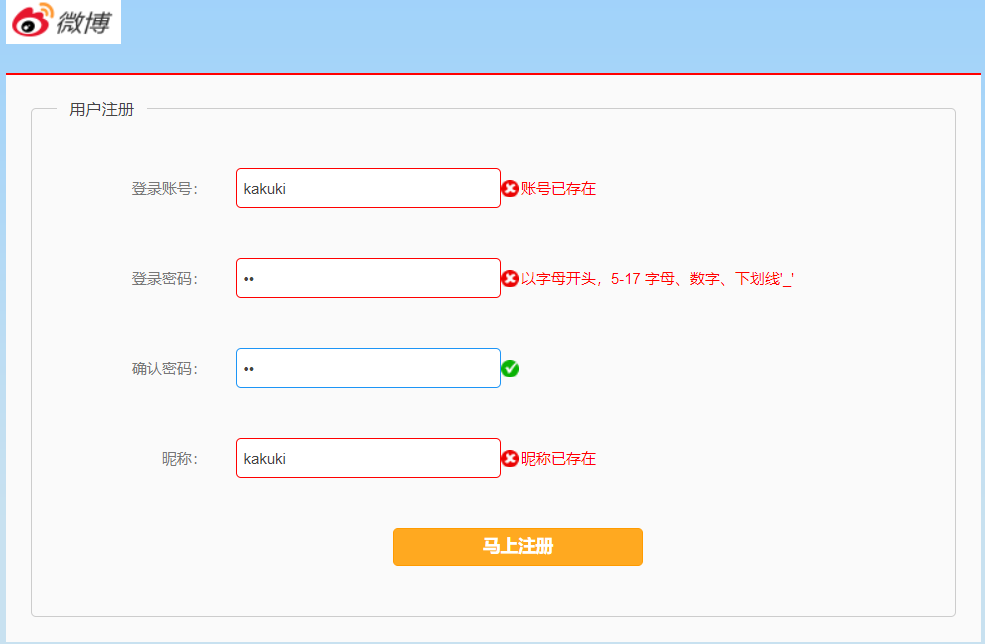 微博
用户注册
登录账号： kakuki 账号已存在
登录密码： •• 以字母开头，5-17 字母、数字、下划线'_'
确认密码： ••
昵称： kakuki 昵称已存在
马上注册